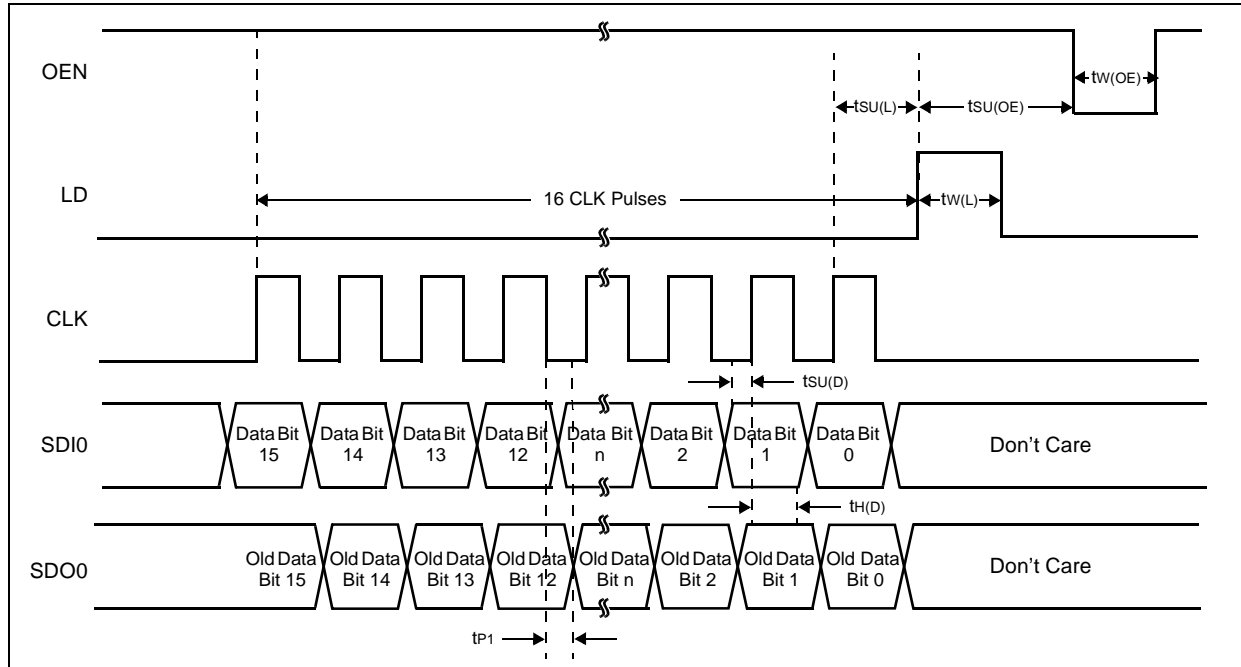 OEN
tW(OE)
tSU(L)
tSU(OE)
LD
16 CLK Pulses
tW(L)
CLK
tSU(D)
SDI0
Data Bit
15
Data Bit
14
Data Bit
13
Data Bit
12
Data Bit
n
Data Bit
2
Data Bit
1
Data Bit
0
Don't Care
tH(D)
SDO0
Old Data
Bit 15
Old Data
Bit 14
Old Data
Bit 13
Old Data
Bit 12
Old Data
Bit n
Old Data
Bit 2
Old Data
Bit 1
Old Data
Bit 0
Don't Care
tP1